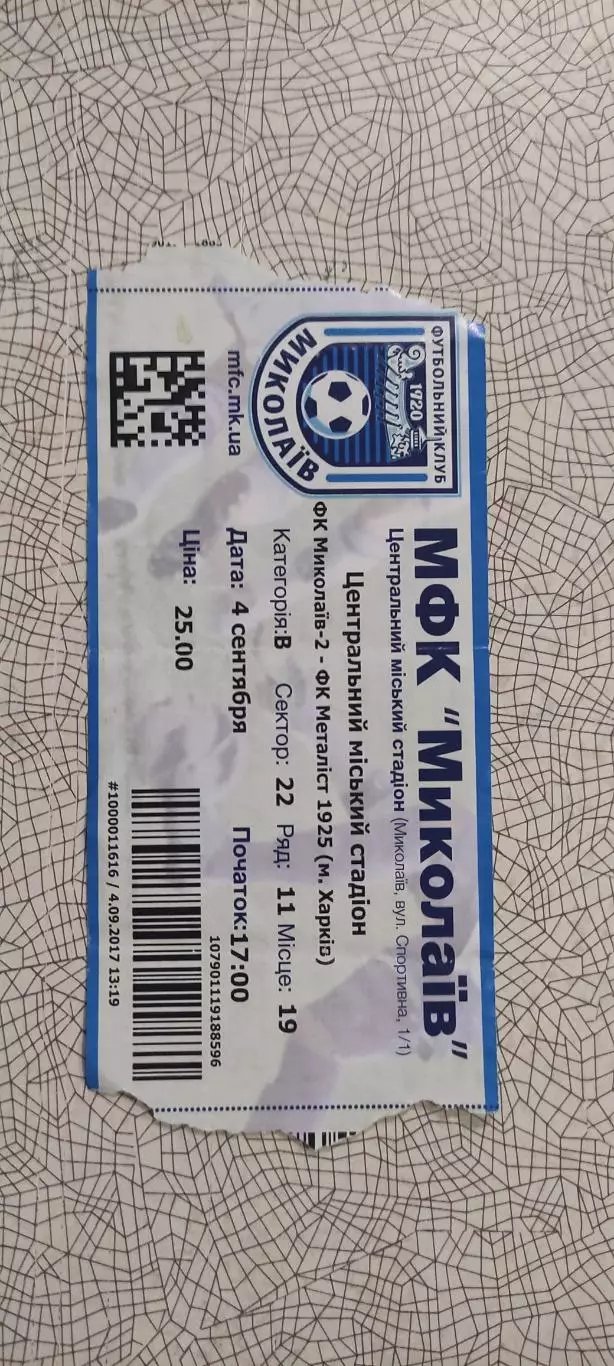 ФУТБОЛЬНИЙ КЛУБ
1920
МИКОЛАЇВ
mfc.mk.ua
МФК "Миколаїв"
Центральний міський стадіон (Миколаїв, вул. Спортивна, 1/1)
Центральний міський стадіон
ФК Миколаїв-2 - ФК Металіст 1925 (м. Харків)
Категорія:В Сектор: 22 Ряд: 11 Місце: 19
Дата: 4 сентября Початок:17:00
Ціна: 25.00
107901119188596
#1000011616 / 4.09.2017 13:19